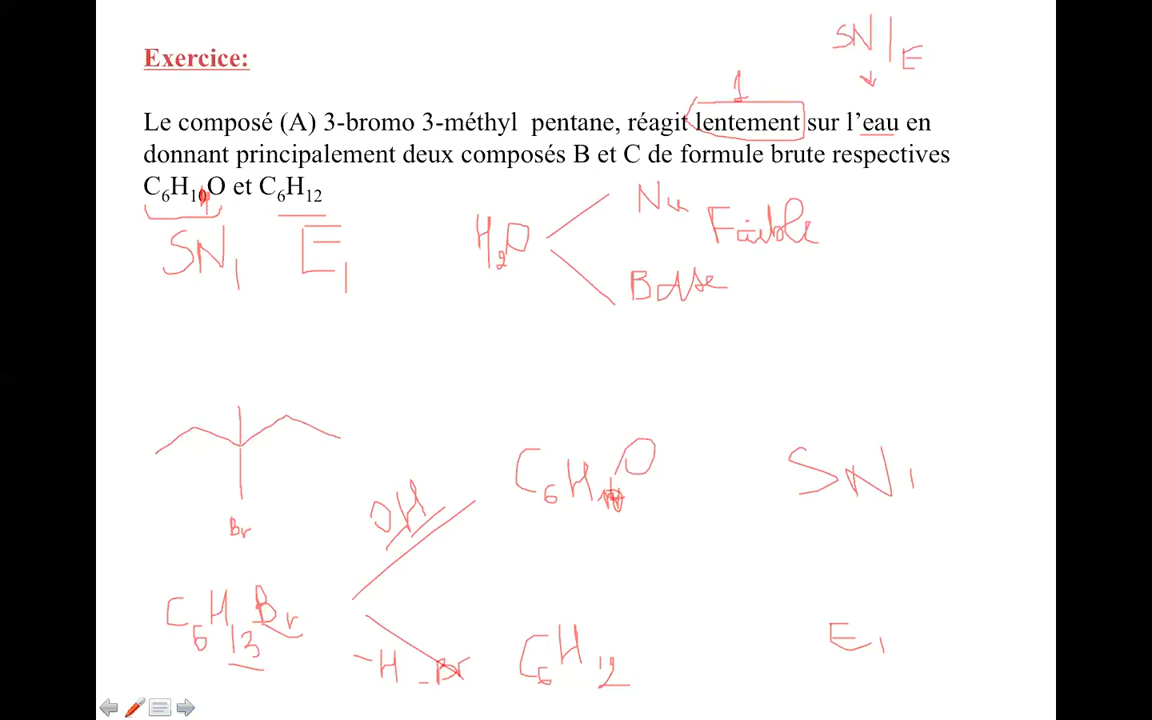 SN | E
Exercice:
1
Le composé (A) 3-bromo 3-méthyl pentane, réagit lentement sur l’eau en
donnant principalement deux composés B et C de formule brute respectives
C₆H₁₀O et C₆H₁₂
SN₁ E₁
H₂O
Nu
Faible
Base
Br
OH
C₆H O
SN₁
C₆H₁₃Br
-H -Br
C₆H₁₂
E₁